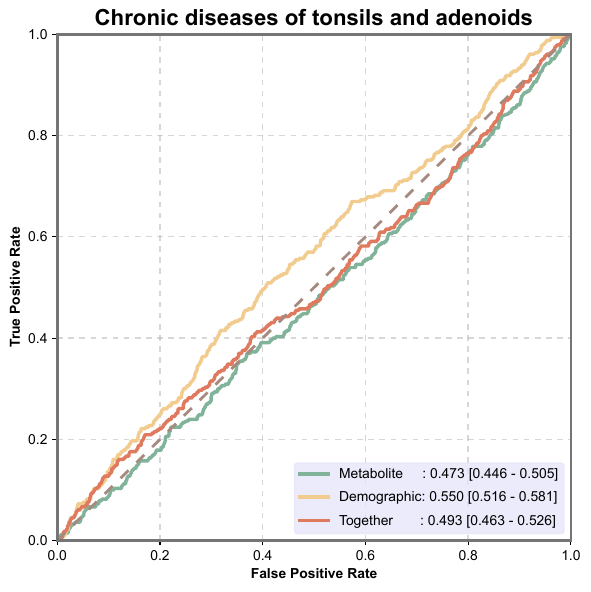 Chronic diseases of tonsils and adenoids
1.0
0.8
0.6
0.4
0.2
0.0
True Positive Rate
Metabolite : 0.473 [0.446 - 0.505]
Demographic: 0.550 [0.516 - 0.581]
Together : 0.493 [0.463 - 0.526]
0.0 0.2 0.4 0.6 0.8 1.0
False Positive Rate